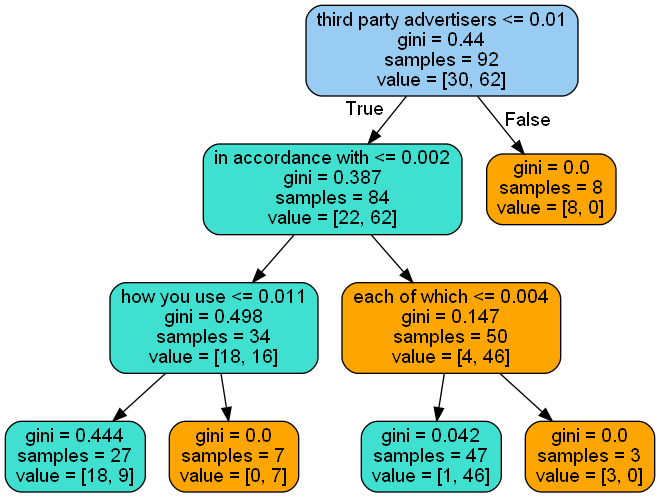 third party advertisers <= 0.01
gini = 0.44
samples = 92
value = [30, 62]
True
False
in accordance with <= 0.002
gini = 0.387
samples = 84
value = [22, 62]
gini = 0.0
samples = 8
value = [8, 0]
how you use <= 0.011
gini = 0.498
samples = 34
value = [18, 16]
each of which <= 0.004
gini = 0.147
samples = 50
value = [4, 46]
gini = 0.444
samples = 27
value = [18, 9]
gini = 0.0
samples = 7
value = [0, 7]
gini = 0.042
samples = 47
value = [1, 46]
gini = 0.0
samples = 3
value = [3, 0]